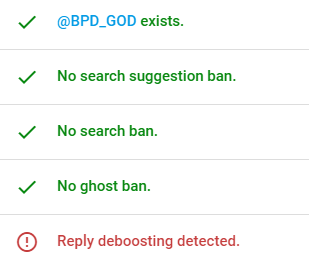 @BPD_GOD exists.
No search suggestion ban.
No search ban.
No ghost ban.
Reply deboosting detected.